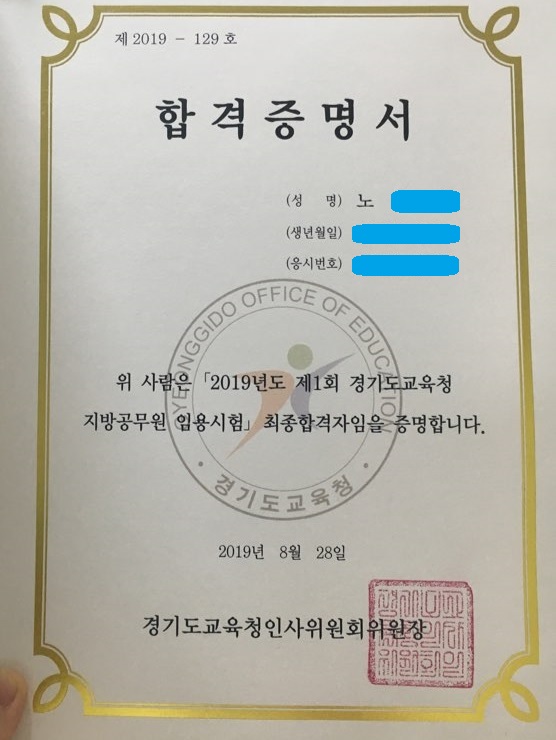 제 2019 - 129 호
합격증명서
(성 명) 노
(생년월일)
(응시번호)
GYEONGGIDO OFFICE OF EDUCATION
위 사람은 「2019년도 제1회 경기도교육청
지방공무원 임용시험」 최종합격자임을 증명합니다.
· 경기도교육청 ·
2019년 8월 28일
경기도교육청인사위원회위원장